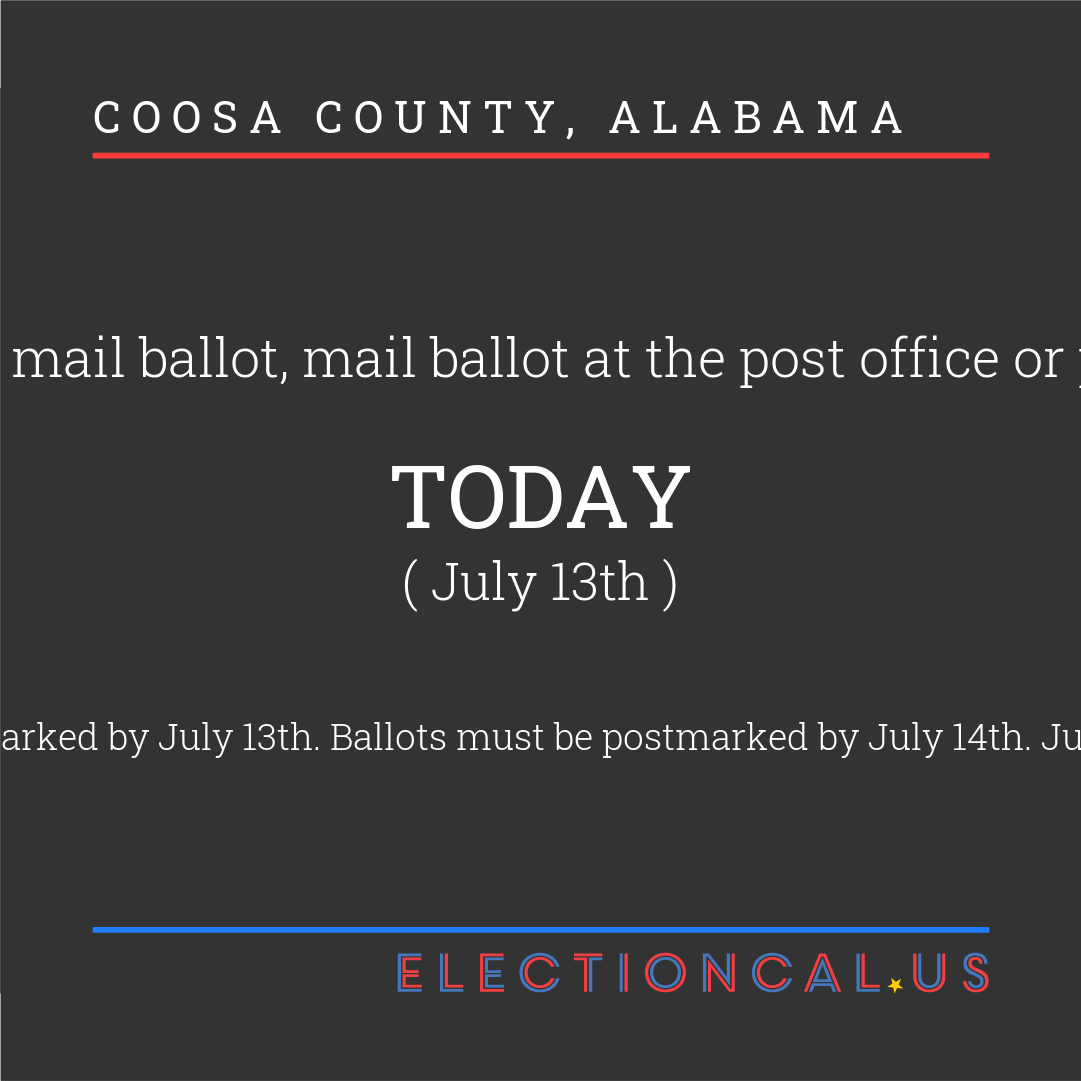 COOSA COUNTY, ALABAMA
mail ballot, mail ballot at the post office or
TODAY
( July 13th )
arked by July 13th. Ballots must be postmarked by July 14th. Ju
ELECTIONCAL.US